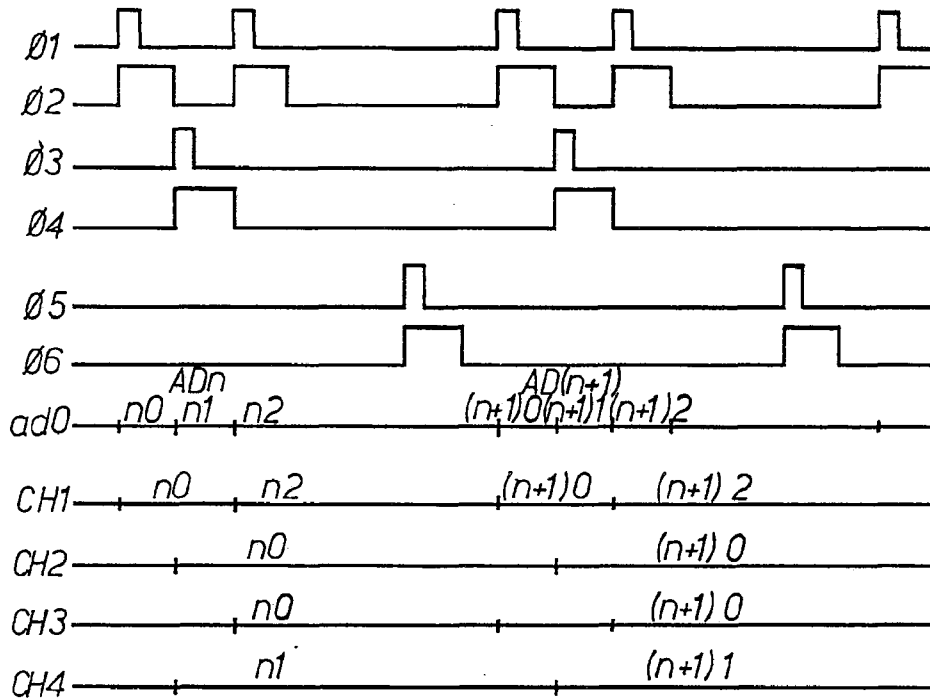 Ø1
Ø2
Ø3
Ø4
Ø5
Ø6
ADn AD(n+1)
ad0 n0 n1 n2 (n+1)0 (n+1)1 (n+1)2
CH1 n0 n2 (n+1)0 (n+1)2
CH2 n0 (n+1)0
CH3 n0 (n+1)0
CH4 n1 (n+1)1